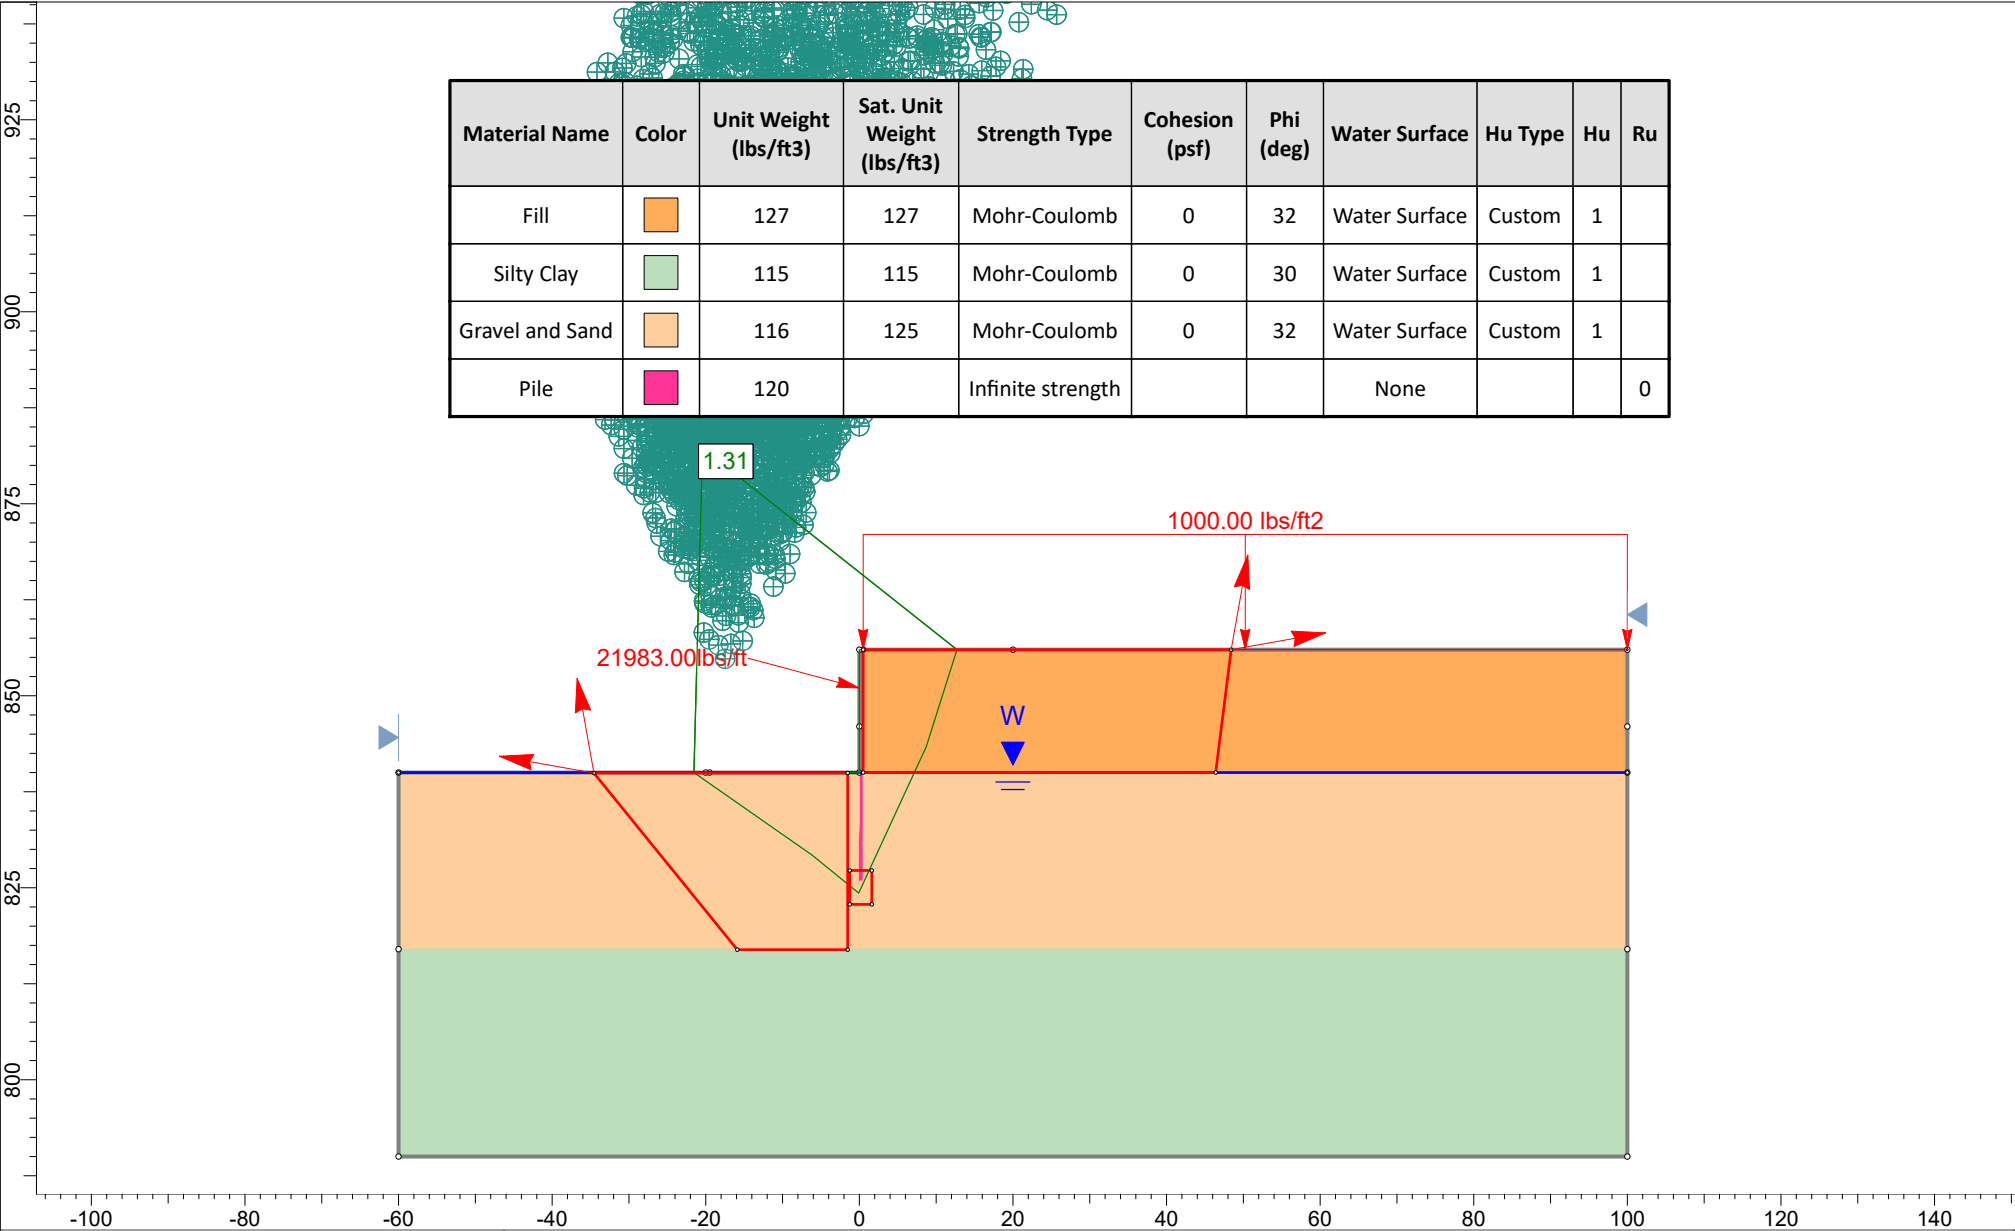 Material Name Color Unit Weight (lbs/ft3) Sat. Unit Weight (lbs/ft3) Strength Type Cohesion (psf) Phi (deg) Water Surface Hu Type Hu Ru
Fill 127 127 Mohr-Coulomb 0 32 Water Surface Custom 1
Silty Clay 115 115 Mohr-Coulomb 0 30 Water Surface Custom 1
Gravel and Sand 116 125 Mohr-Coulomb 0 32 Water Surface Custom 1
Pile 120 Infinite strength None 0
1.31
1000.00 lbs/ft2
21983.00lbs/ft
W
925
900
875
850
825
800
-100 -80 -60 -40 -20 0 20 40 60 80 100 120 140